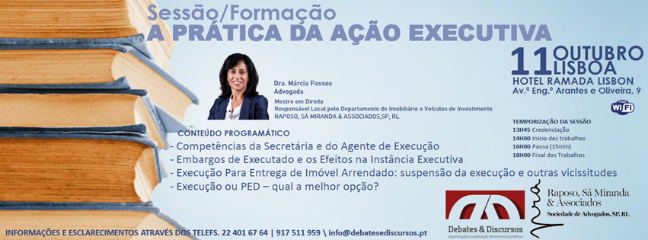 Sessão/Formação
A PRÁTICA DA AÇÃO EXECUTIVA
11 OUTUBRO
LISBOA
HOTEL RAMADA LISBON
Av.ª Eng.º Arantes e Oliveira, 9
WiFi
Dra. Márcia Passos
Advogada
Mestre em Direito
Responsável Local pelo Departamento de Imobiliário e Veículos de Investimento
RAPOSO, SÁ MIRANDA & ASSOCIADOS,SP, RL
TEMPORIZAÇÃO DA SESSÃO
13H45 Credenciação
14H00 Início dos trabalhos
16H00 Pausa (15min)
18H00 Final dos Trabalhos
CONTEÚDO PROGRAMÁTICO
- Competências da Secretaria e do Agente de Execução
- Embargos de Executado e os Efeitos na Instância Executiva
- Execução Para Entrega de Imóvel Arrendado: suspensão da execução e outras vicissitudes
- Execução ou PED – qual a melhor opção?
Debates & Discursos
Raposo, Sá Miranda
& Associados
Sociedade de Advogados, SP, RL
INFORMAÇÕES E ESCLARECIMENTOS ATRAVÉS DOS TELEFS. 22 401 67 64 | 917 511 959 \ info@debatesediscursos.pt